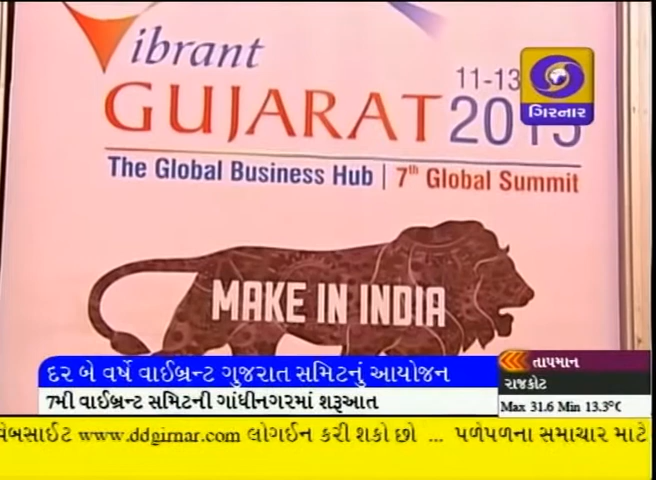 Vibrant
GUJARAT
11-13
2015
ગિરનાર
The Global Business Hub | 7th Global Summit
MAKE IN INDIA
દર બે વર્ષે વાઈબ્રન્ટ ગુજરાત સમિટનું આયોજન
7મી વાઈબ્રન્ટ સમિટની ગાંધીનગરમાં શરૂઆત
તાપમાન
રાજકોટ
Max 31.6 Min 13.3°C
વેબસાઈટ www.ddgirnar.com લોગઈન કરી શકો છો ... પળેપળના સમાચાર માટે